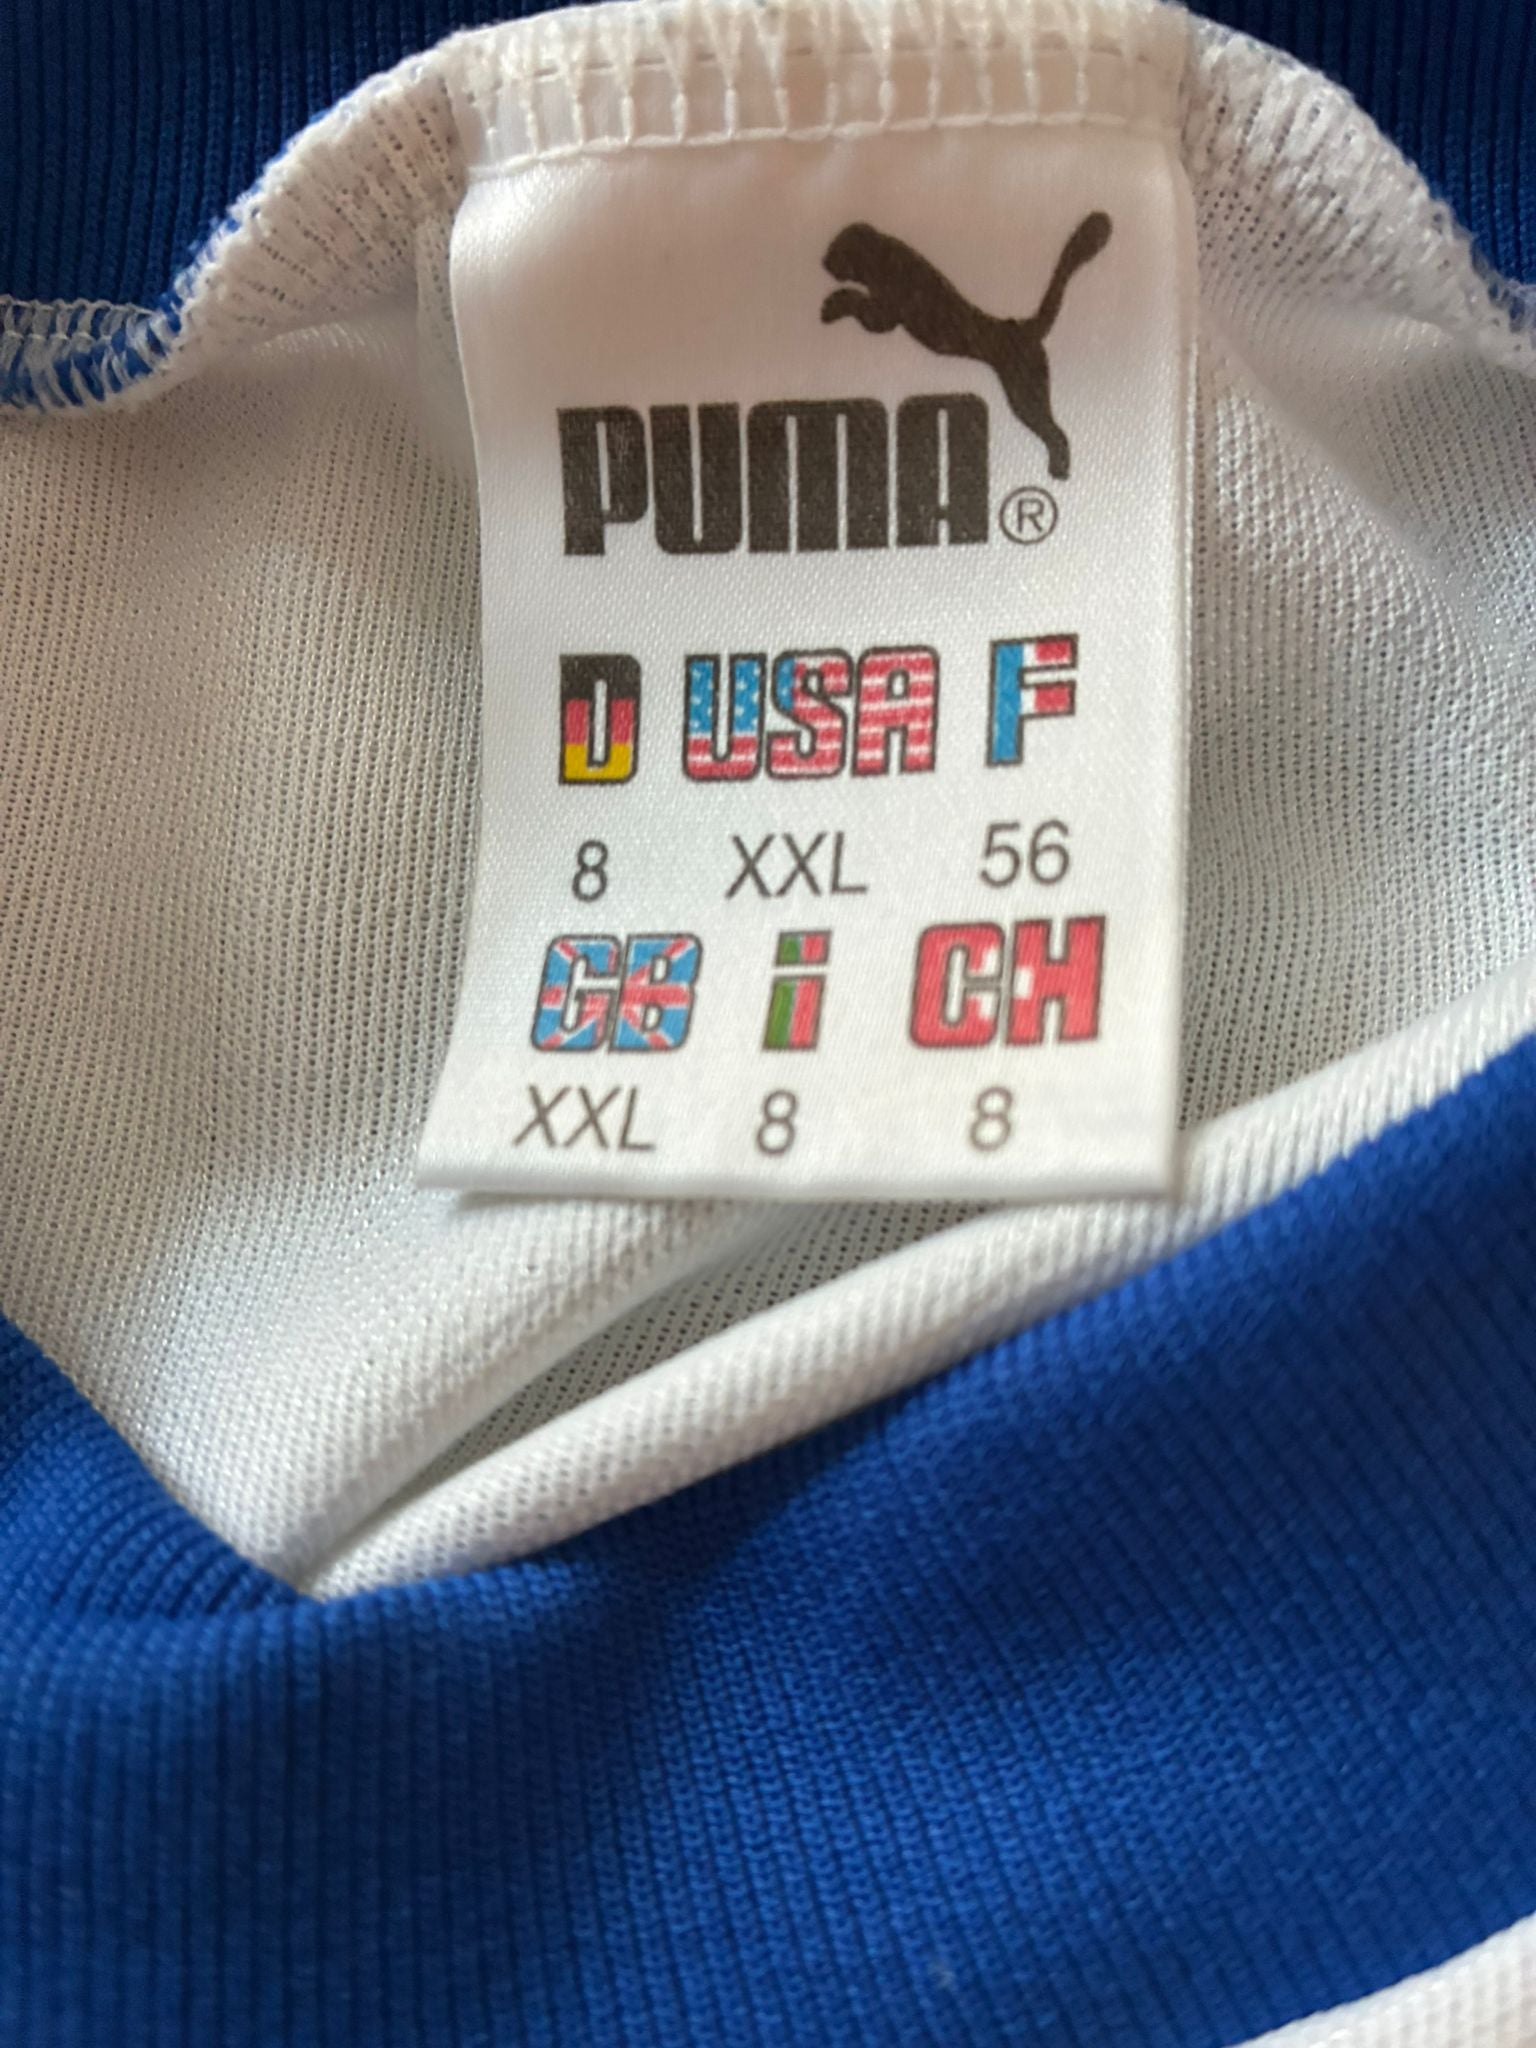 PUMA®
D USA F
8 XXL 56
GB i CH
XXL 8 8